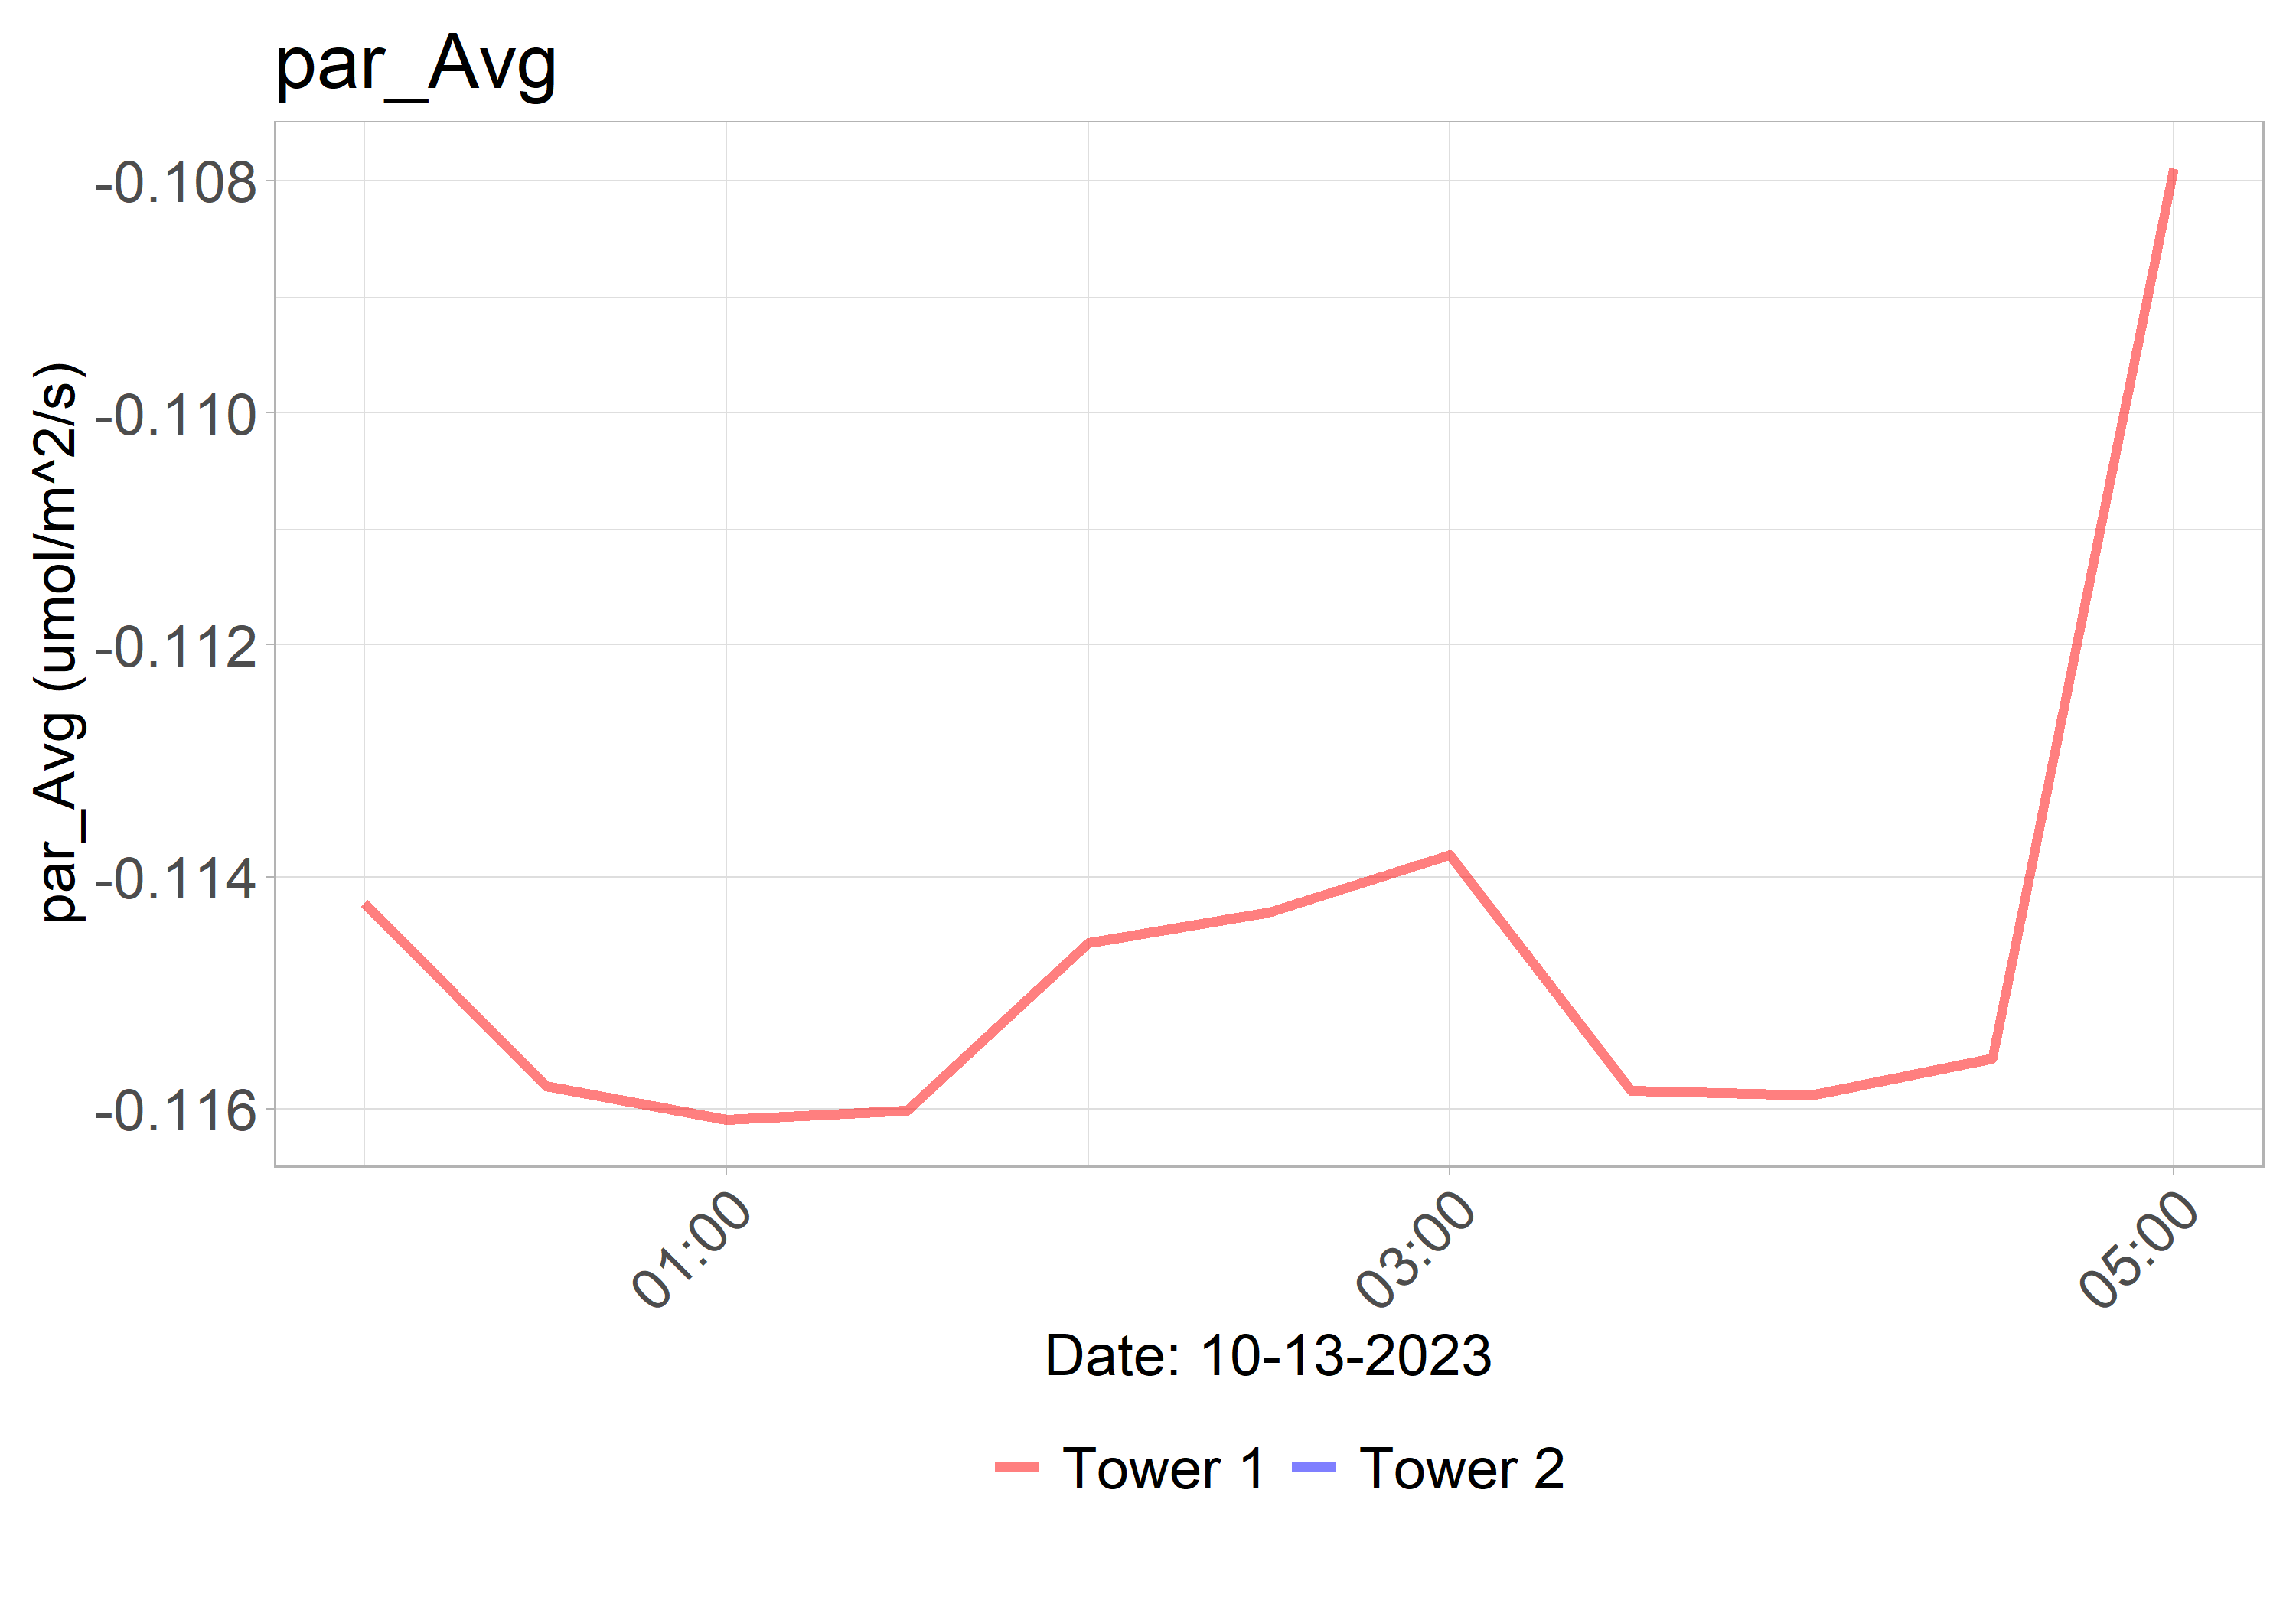 par_Avg
par_Avg (umol/m^2/s)
-0.108
-0.110
-0.112
-0.114
-0.116
01:00
03:00
05:00
Date: 10-13-2023
Tower 1
Tower 2